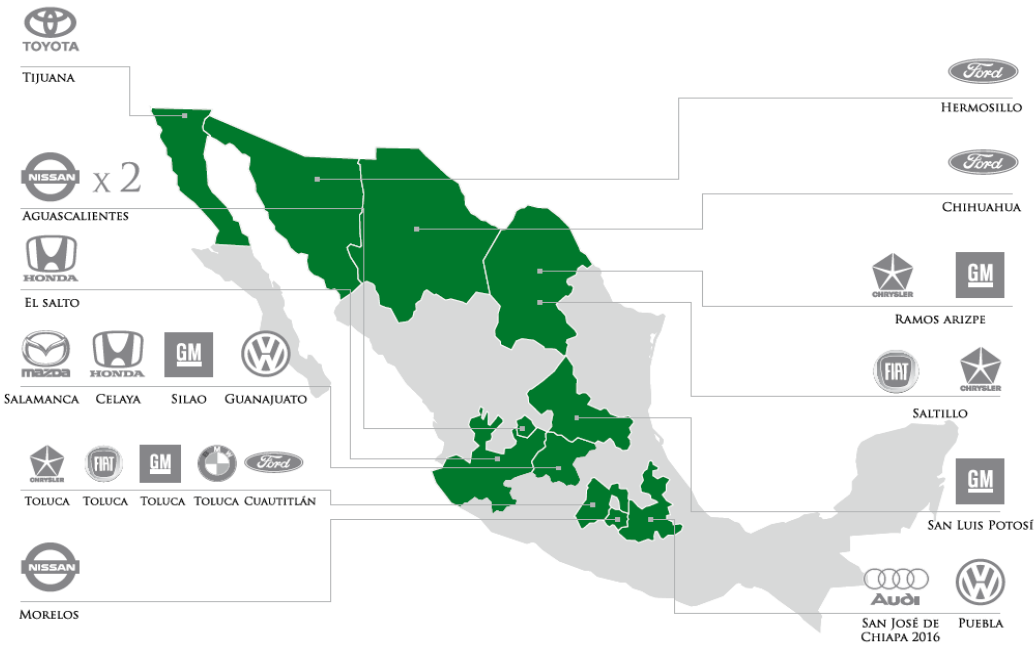 TOYOTA
TIJUANA
NISSAN x 2
AGUASCALIENTES
HONDA
EL SALTO
mazda HONDA GM
SALAMANCA CELAYA SILAO GUANAJUATO
CHRYSLER FIAT GM BMW Ford
TOLUCA TOLUCA TOLUCA TOLUCA CUAUTITLÁN
NISSAN
MORELOS
Ford
HERMOSILLO
Ford
CHIHUAHUA
CHRYSLER GM
RAMOS ARIZPE
FIAT CHRYSLER
SALTILLO
GM
SAN LUIS POTOSÍ
Audi
SAN JOSÉ DE
CHIAPA 2016
PUEBLA